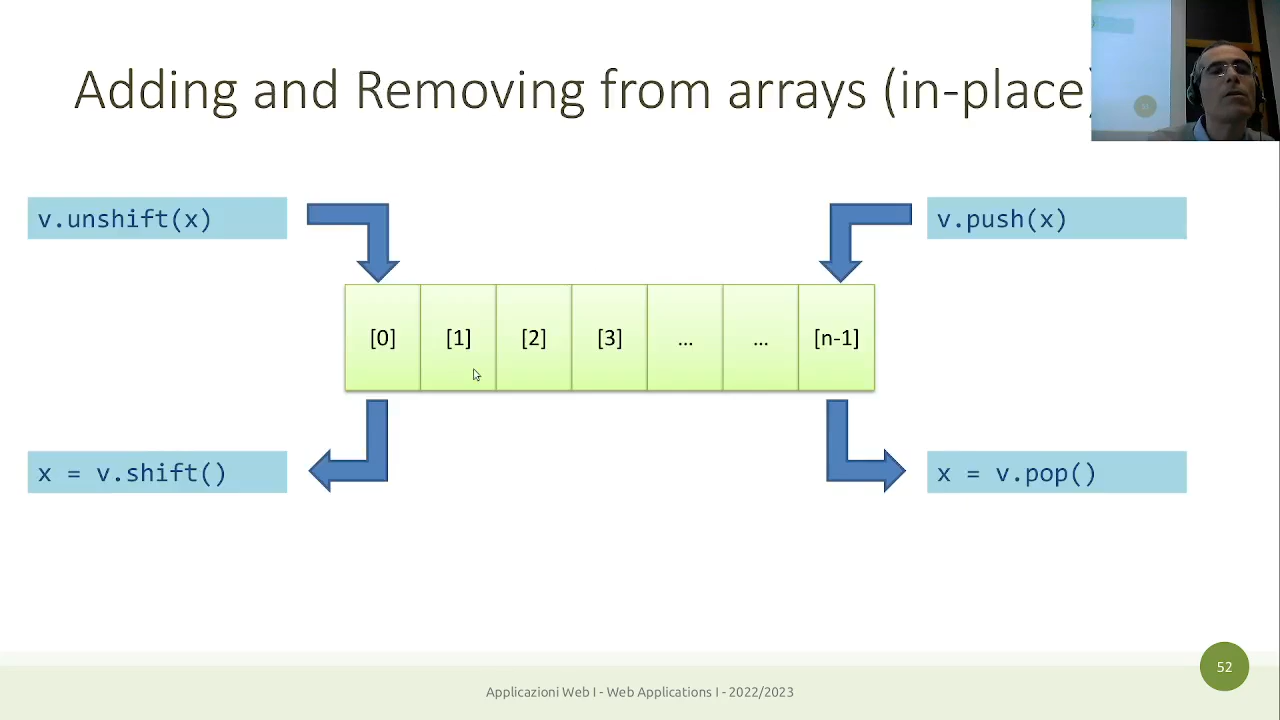 Adding and Removing from arrays (in-place)
v.unshift(x)
v.push(x)
[0] [1] [2] [3] ... ... [n-1]
x = v.shift()
x = v.pop()
52
Applicazioni Web I - Web Applications I - 2022/2023